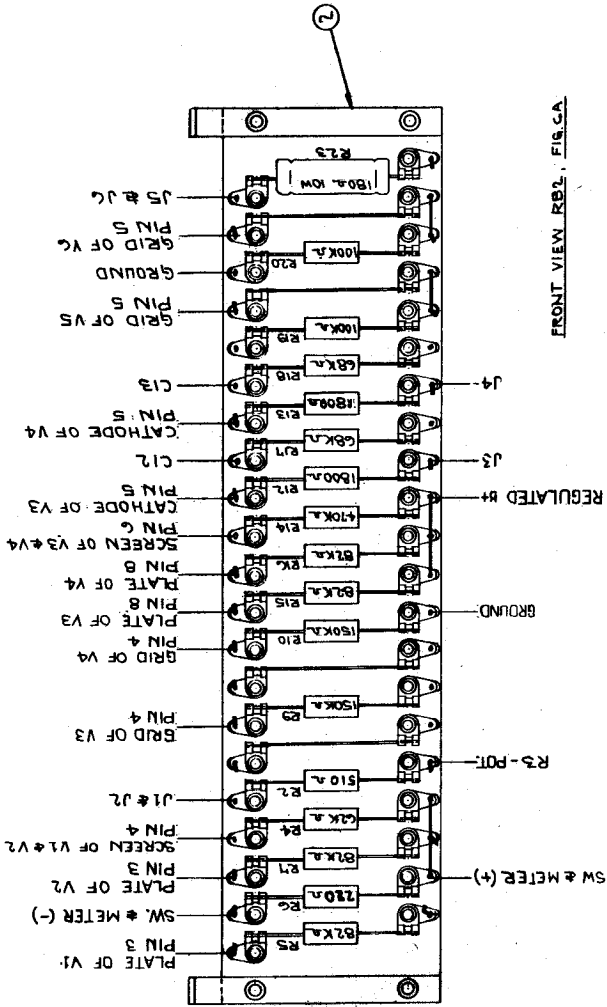 PLATE OF V1
PIN 3
82KΩ
R5
SW. & METER (-)
220Ω
R6
SW & METER (+)
PLATE OF V2
PIN 3
82KΩ
R7
SCREEN OF V1 & V2
PIN 4
62KΩ
R4
J1 & J2
510Ω
R2
R3-POT.
GRID OF V3
PIN 4
150KΩ
R9
GRID OF V4
PIN 4
150KΩ
R10
GROUND
PLATE OF V3
PIN 8
82KΩ
R15
PLATE OF V4
PIN 8
82KΩ
R16
SCREEN OF V3 & V4
PIN 6
470KΩ
R14
REGULATED B+
CATHODE OF V3
PIN 5
1800Ω
R12
J3
C12
68KΩ
R17
CATHODE OF V4
PIN 5
1800Ω
R13
J4
C13
68KΩ
R18
100KΩ
R19
GRID OF V5
PIN 5
GROUND
100KΩ
R20
GRID OF V6
PIN 5
J5 & J6
180Ω 10W
R23
2
FRONT VIEW RB2, FIG. 6A